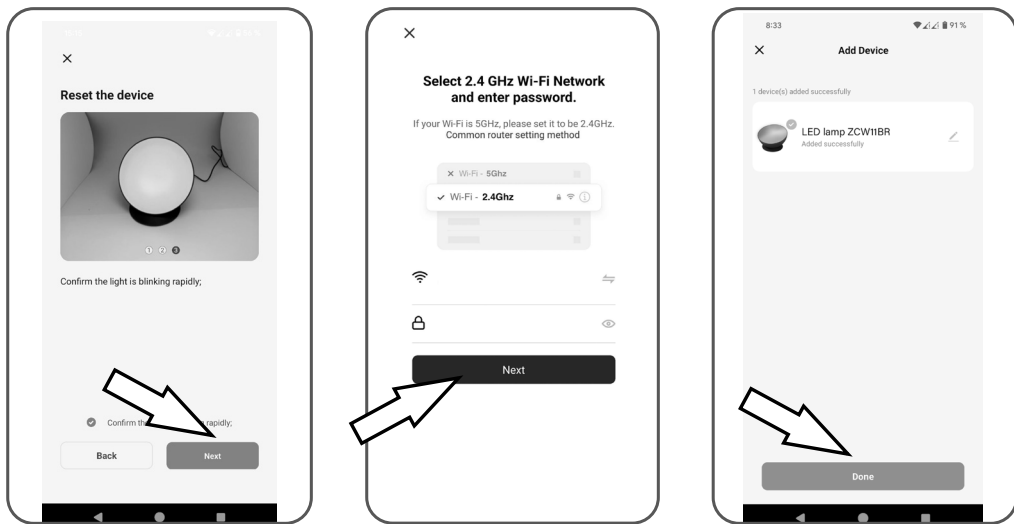 Reset the device
1 2 3
Confirm the light is blinking rapidly;
Confirm th rapidly;
Back Next
Select 2.4 GHz Wi-Fi Network
and enter password.
If your Wi-Fi is 5GHz, please set it to be 2.4GHz.
Common router setting method
Wi-Fi - 5Ghz
Wi-Fi - 2.4Ghz
Next
8:33 91 %
Add Device
1 device(s) added successfully
LED lamp ZCW11BR
Added successfully
Done